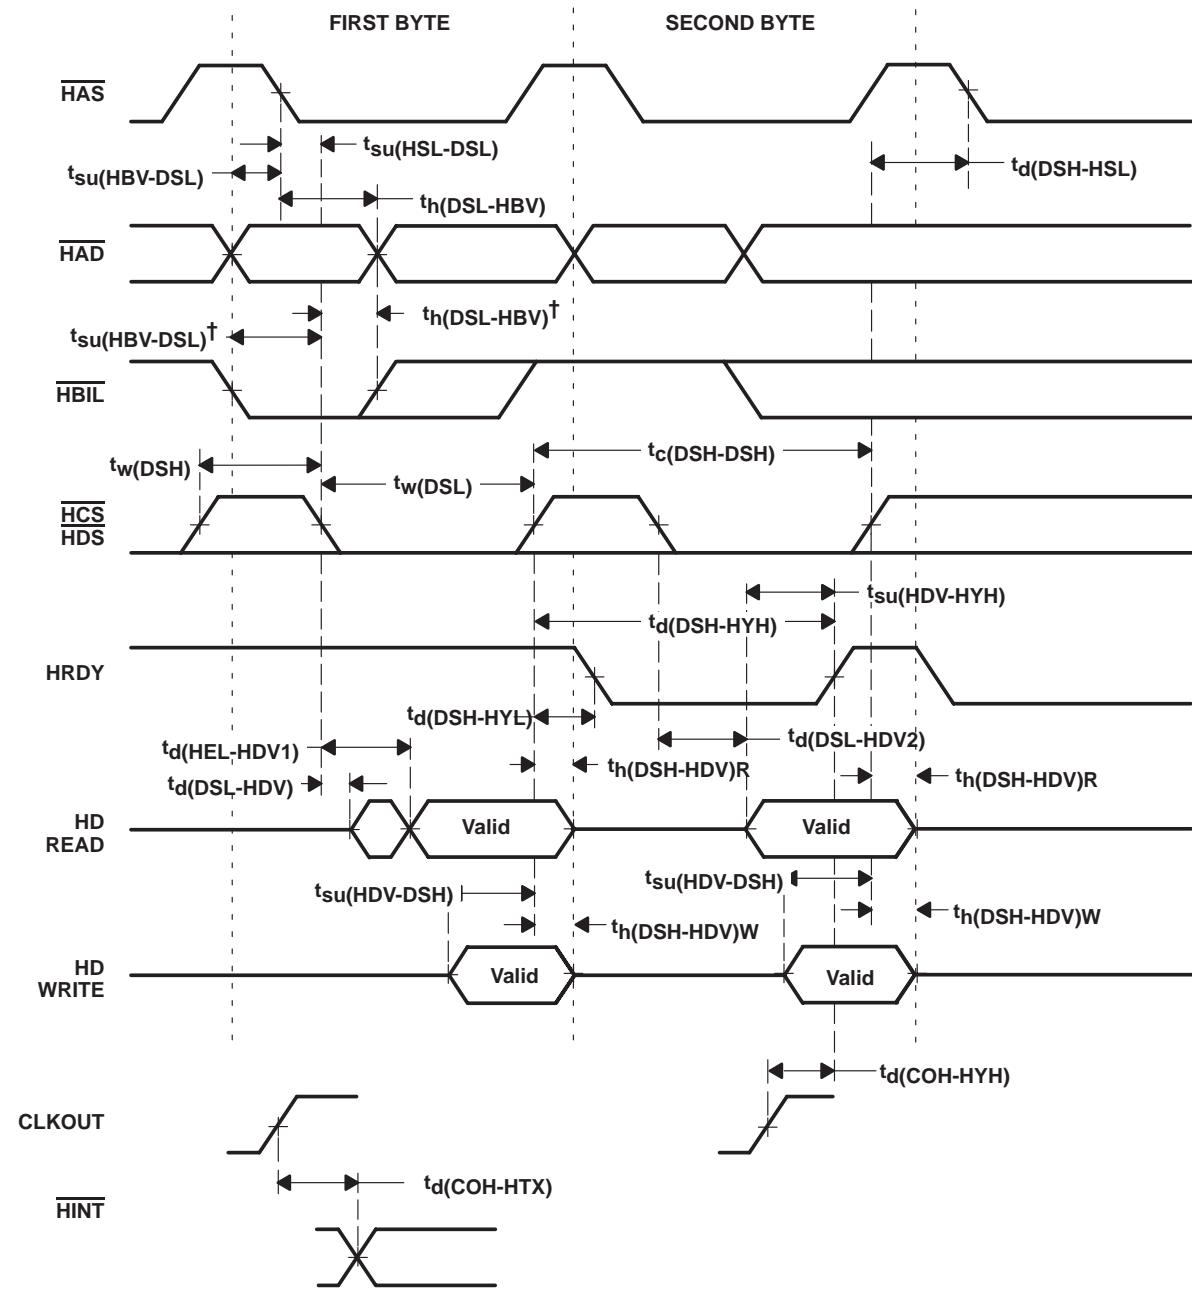 FIRST BYTE
SECOND BYTE
HAS
tsu(HSL-DSL)
tsu(HBV-DSL)
td(DSH-HSL)
th(DSL-HBV)
HAD
th(DSL-HBV)†
tsu(HBV-DSL)†
HBIL
tw(DSH)
tc(DSH-DSH)
tw(DSL)
HCS
HDS
tsu(HDV-HYH)
td(DSH-HYH)
HRDY
td(DSH-HYL)
td(HEL-HDV1)
td(DSL-HDV2)
th(DSH-HDV)R
th(DSH-HDV)R
td(DSL-HDV)
HD
READ
Valid
Valid
tsu(HDV-DSH)
tsu(HDV-DSH)
th(DSH-HDV)W
th(DSH-HDV)W
HD
WRITE
Valid
Valid
td(COH-HYH)
CLKOUT
td(COH-HTX)
HINT